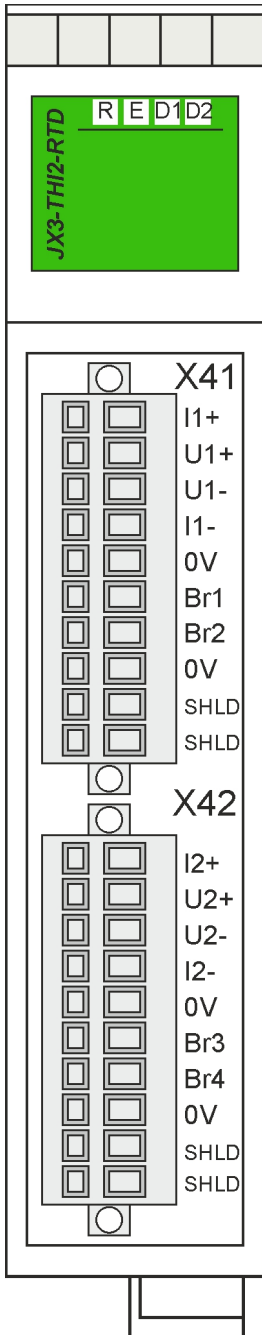 R E D1 D2
JX3-THI2-RTD
X41
I1+
U1+
U1-
I1-
0V
Br1
Br2
0V
SHLD
SHLD
X42
I2+
U2+
U2-
I2-
0V
Br3
Br4
0V
SHLD
SHLD